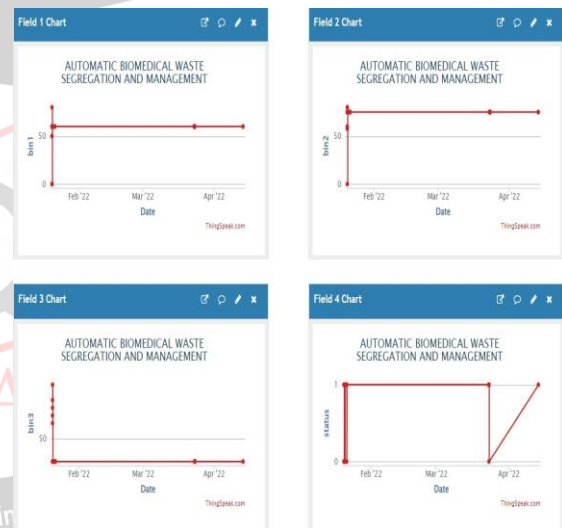 Field 1 Chart
AUTOMATIC BIOMEDICAL WASTE
SEGREGATION AND MANAGEMENT
bin1
50
0
Feb '22
Mar '22
Apr '22
Date
ThingSpeak.com
Field 2 Chart
AUTOMATIC BIOMEDICAL WASTE
SEGREGATION AND MANAGEMENT
bin2
50
0
Feb '22
Mar '22
Apr '22
Date
ThingSpeak.com
Field 3 Chart
AUTOMATIC BIOMEDICAL WASTE
SEGREGATION AND MANAGEMENT
bin3
50
Feb '22
Mar '22
Apr '22
Date
ThingSpeak.com
Field 4 Chart
AUTOMATIC BIOMEDICAL WASTE
SEGREGATION AND MANAGEMENT
status
1
0
Feb '22
Mar '22
Apr '22
Date
ThingSpeak.com